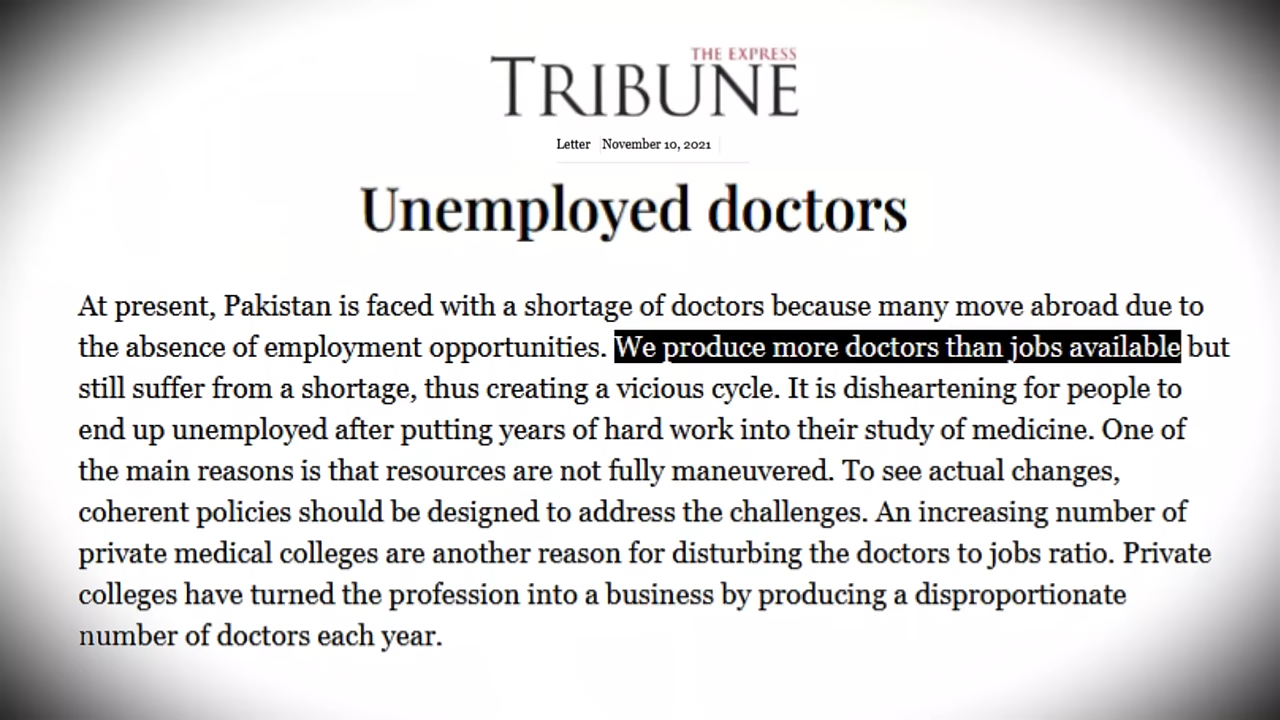 THE EXPRESS
TRIBUNE
Letter November 10, 2021
Unemployed doctors
At present, Pakistan is faced with a shortage of doctors because many move abroad due to
the absence of employment opportunities. We produce more doctors than jobs available but
still suffer from a shortage, thus creating a vicious cycle. It is disheartening for people to
end up unemployed after putting years of hard work into their study of medicine. One of
the main reasons is that resources are not fully maneuvered. To see actual changes,
coherent policies should be designed to address the challenges. An increasing number of
private medical colleges are another reason for disturbing the doctors to jobs ratio. Private
colleges have turned the profession into a business by producing a disproportionate
number of doctors each year.